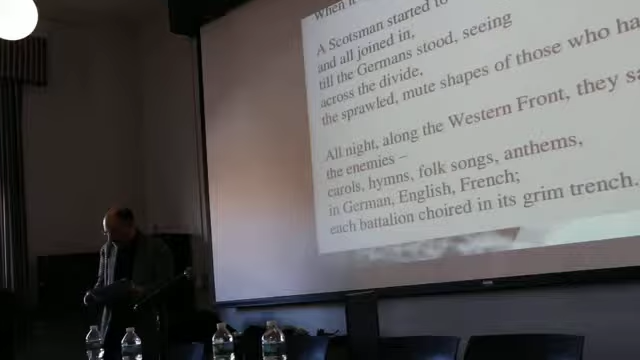 When it
A Scotsman started to
and all joined in,
till the Germans stood, seeing
across the divide,
the sprawled, mute shapes of those who ha
All night, along the Western Front, they sa
the enemies –
carols, hymns, folk songs, anthems,
in German, English, French;
each battalion choired in its grim trench.